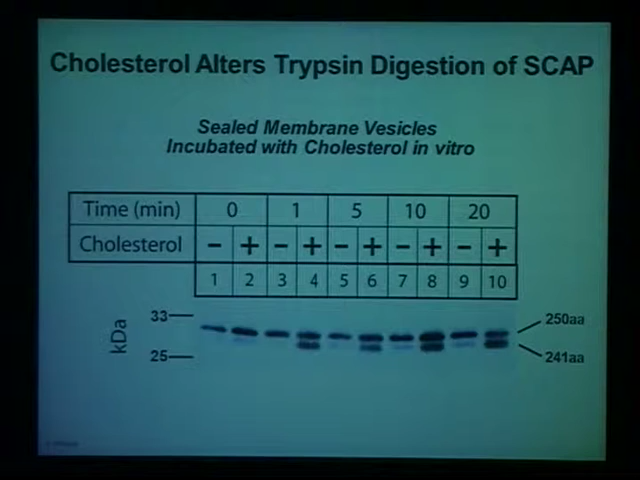 Cholesterol Alters Trypsin Digestion of SCAP
Sealed Membrane Vesicles
Incubated with Cholesterol in vitro
Time (min) 0 1 5 10 20
Cholesterol − + − + − + − + − +
1 2 3 4 5 6 7 8 9 10
33
kDa
25
250aa
241aa